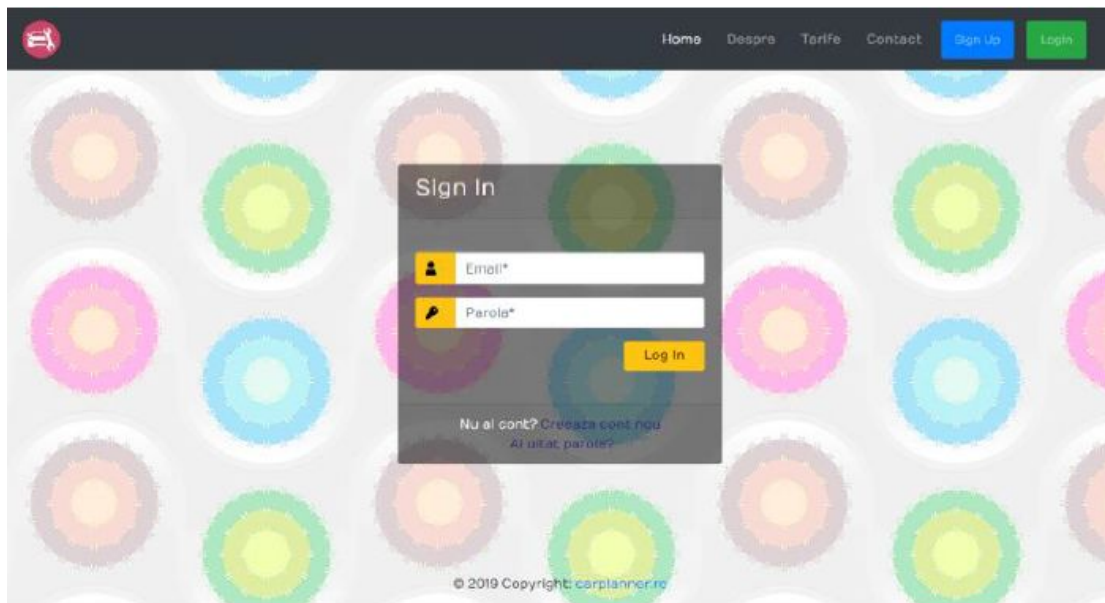 Home Despre Tarife Contact Sign Up Login
Sign In
Email*
Parola*
Log In
Nu ai cont? Creeaza cont nou
Ai uitat parola?
© 2019 Copyright: carplanner.ro